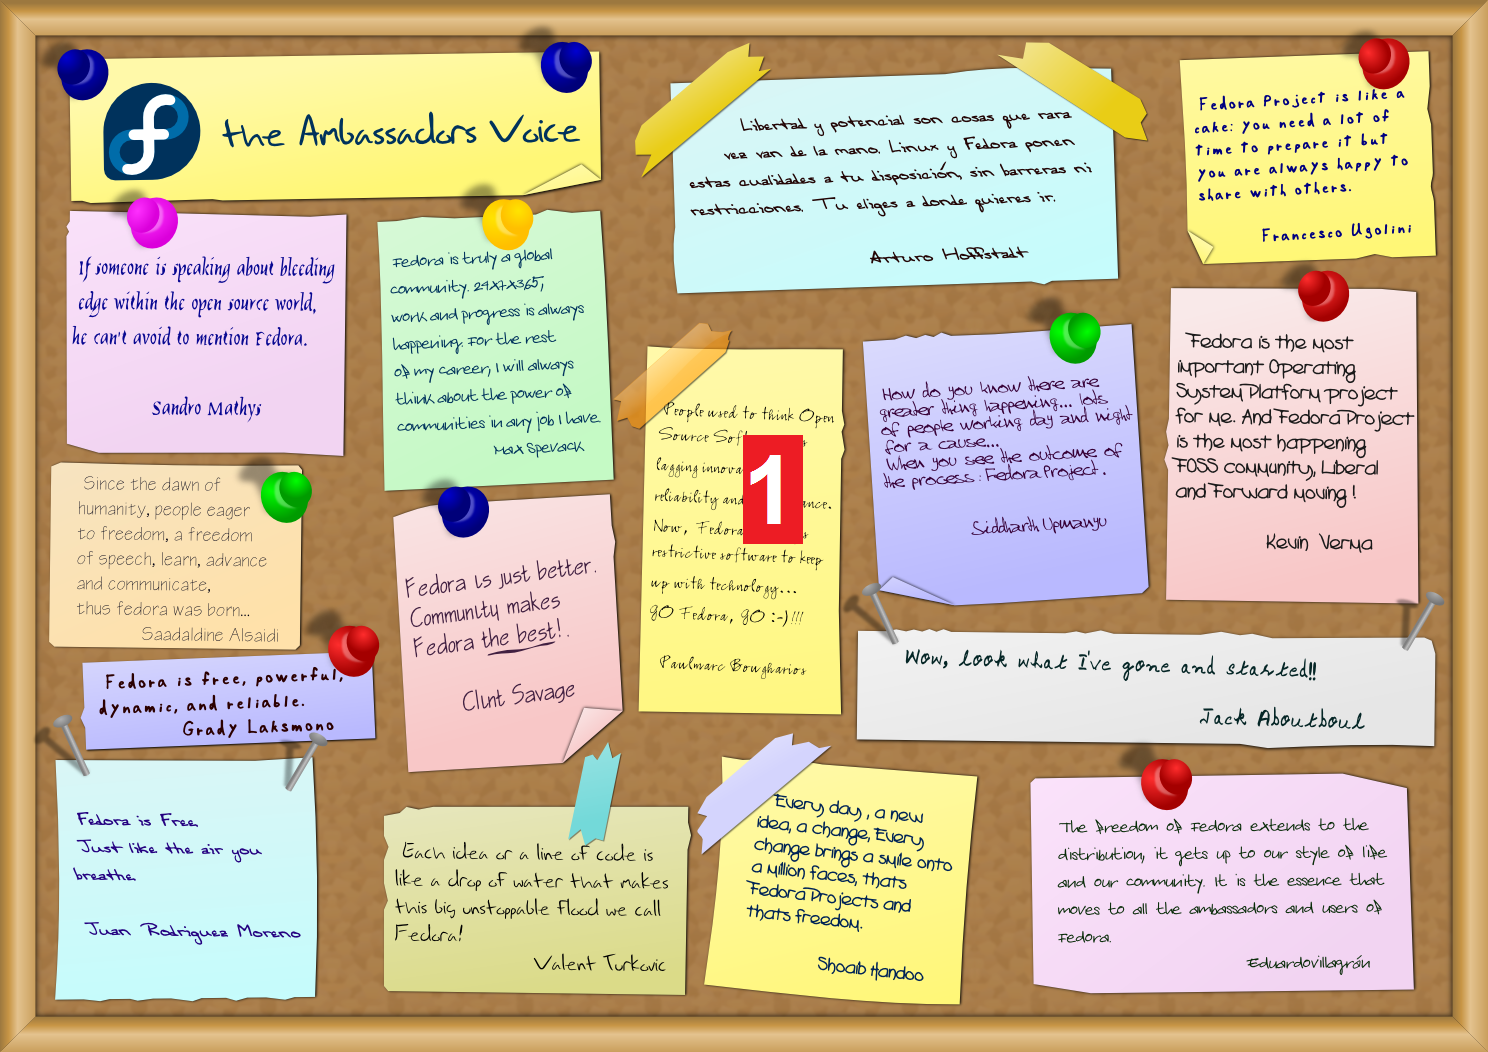 the Ambassadors Voice
Libertad y potencial son cosas que rara
vez van de la mano. Linux y Fedora ponen
estas cualidades a tu disposición, sin barreras ni
restricciones. Tu eliges a donde quieres ir.
Arturo Hoffstadt
Fedora Project is like a
cake: you need a lot of
time to prepare it but
you are always happy to
share with others.
Francesco Ugolini
If someone is speaking about bleeding
edge within the open source world,
he can't avoid to mention Fedora.
Sandro Mathys
Fedora is truly a global
community. 24x7x365,
work and progress is always
happening. For the rest
of my career, I will always
think about the power of
communities in any job I have.
Max Spevack
People used to think Open
Source
lagging
reliability and
Now,
restrictive software to keep
up with technology...
gO Fedora, gO :-)!!!
Paulmarc Bougharios
1
How do you know there are
greater thing happening... lots
of people working day and night
for a cause...
When you see the outcome of
the process : Fedora Project.
Siddharth Upmanyu
Fedora is the most
important Operating
System Platform project
for me. And Fedora Project
is the most happening
FOSS community, Liberal
and Forward moving !
Kevin Verma
Since the dawn of
humanity, people eager
to freedom, a freedom
of speech, learn, advance
and communicate,
thus fedora was born...
Saadaldine Alsaidi
Fedora is just better.
Community makes
Fedora the best!.
Clint Savage
Fedora is free, powerful,
dynamic, and reliable.
Grady Laksmono
Wow, look what I've gone and started!!
Jack Aboutboul
Fedora is Free
Just like the air you
breathe
Juan Rodriguez Moreno
Each idea or a line of code is
like a drop of water that makes
this big unstoppable flood we call
Fedora!
Valent Turkovic
Every day , a new
idea, a change, Every
change brings a smile onto
a million faces, thats
Fedora Projects and
thats freedom.
Shoaib Handoo
The freedom of Fedora extends to the
distribution, it gets up to our style of life
and our community. It is the essence that
moves to all the ambassadors and users of
Fedora.
Eduardo Villagrán